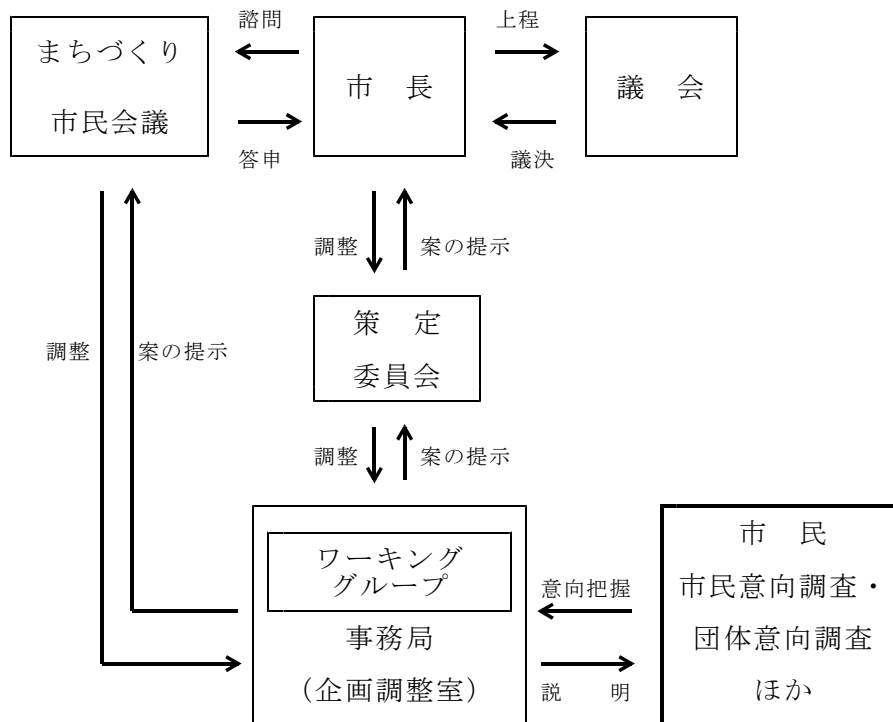 諮問
上程
まちづくり
市民会議
市　長
議　会
答申
議決
調整
案の提示
策　定
委員会
調整
案の提示
調整
案の提示
ワーキング
グループ
事務局
（企画調整室）
意向把握
説　明
市　民
市民意向調査・
団体意向調査
ほか